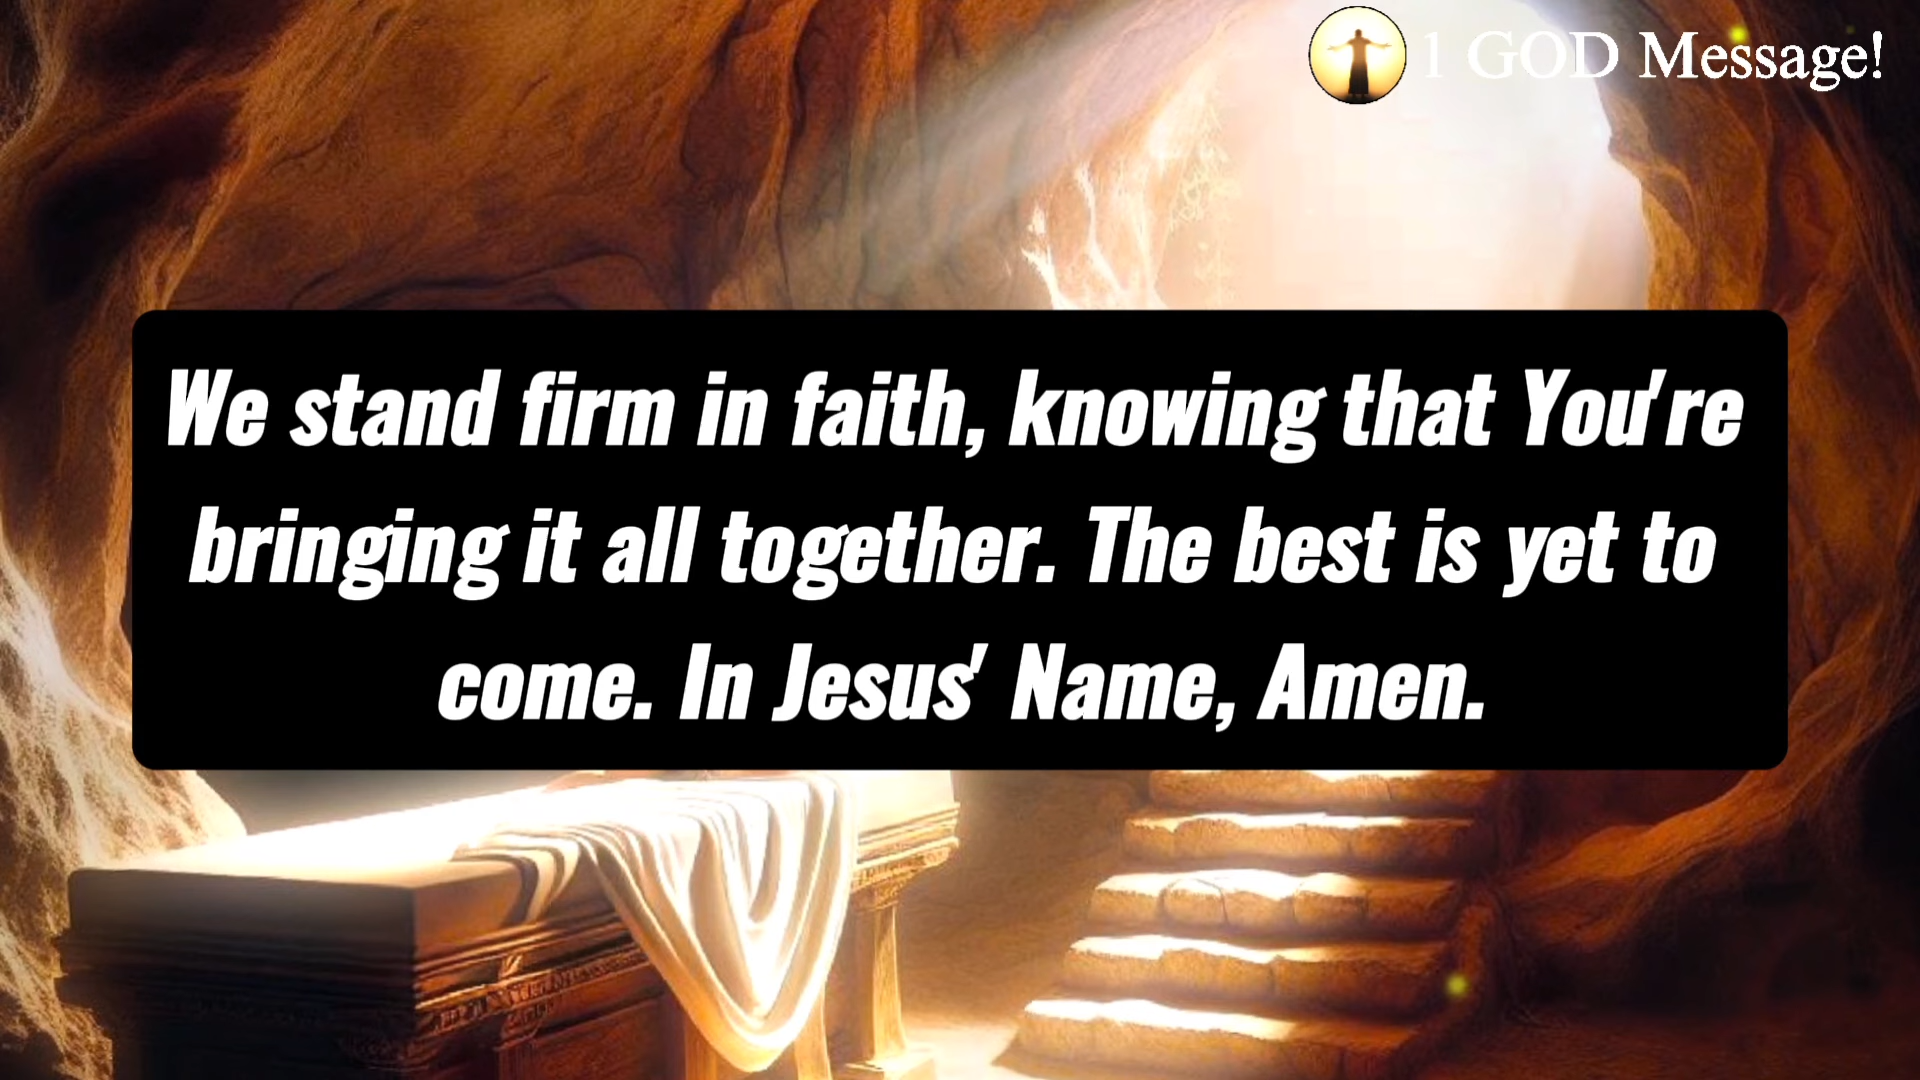 1 GOD Message!
We stand firm in faith, knowing that You're
bringing it all together. The best is yet to
come. In Jesus' Name, Amen.